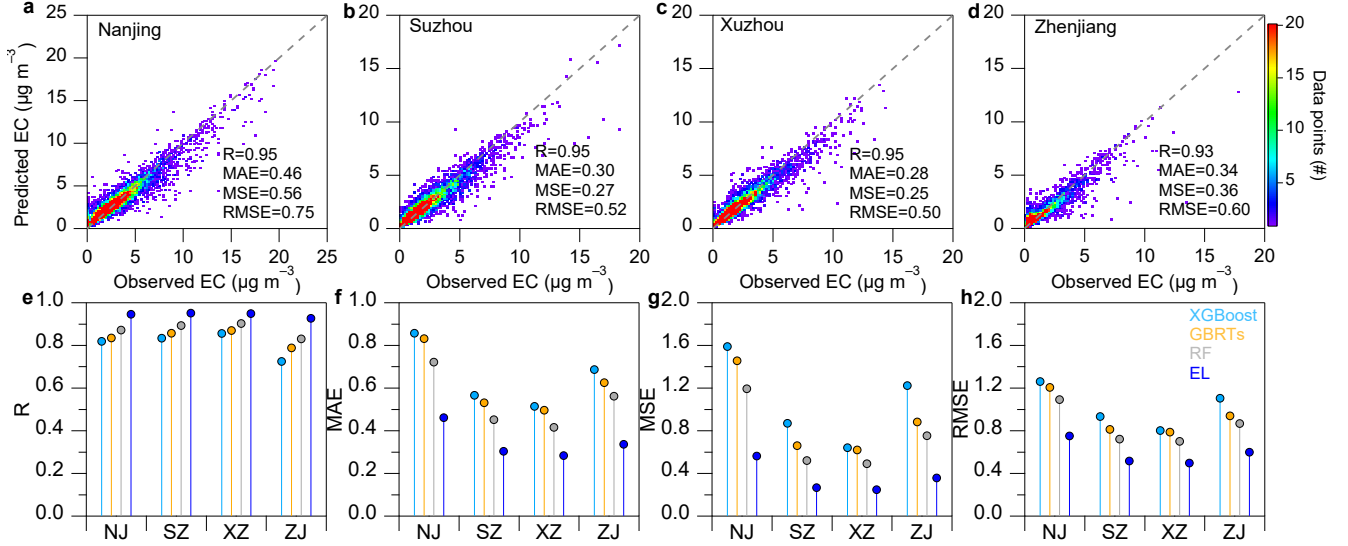 a
Nanjing
25
20
15
10
5
0
Predicted EC (µg m⁻³)
R=0.95
MAE=0.46
MSE=0.56
RMSE=0.75
0 5 10 15 20 25
Observed EC (µg m⁻³)
b
Suzhou
20
15
10
5
0
R=0.95
MAE=0.30
MSE=0.27
RMSE=0.52
0 5 10 15 20
Observed EC (µg m⁻³)
c
Xuzhou
20
15
10
5
0
R=0.95
MAE=0.28
MSE=0.25
RMSE=0.50
0 5 10 15 20
Observed EC (µg m⁻³)
d
Zhenjiang
20
15
10
5
0
R=0.93
MAE=0.34
MSE=0.36
RMSE=0.60
0 5 10 15 20
Observed EC (µg m⁻³)
20
15
10
5
Data points (#)
e
1.0
0.8
0.6
0.4
0.2
0.0
R
NJ SZ XZ ZJ
f
1.0
0.8
0.6
0.4
0.2
0.0
MAE
NJ SZ XZ ZJ
g
2.0
1.6
1.2
0.8
0.4
0.0
MSE
NJ SZ XZ ZJ
h
2.0
1.6
1.2
0.8
0.4
0.0
RMSE
XGBoost
GBRTs
RF
EL
NJ SZ XZ ZJ